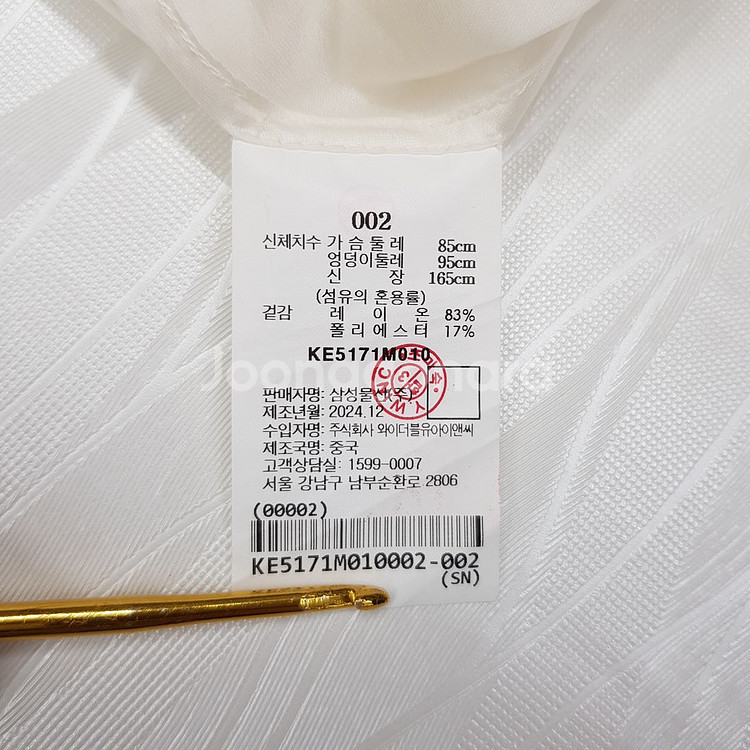 002
신체치수 가 슴 둘 레 85cm
엉덩이둘레 95cm
신 장 165cm
(섬유의 혼용률)
겉감 레 이 온 83%
폴 리 에 스 터 17%
KE5171M010
판매자명: 삼성물산(주)
제조년월: 2024.12
수입자명: 주식회사 와이더블유아이앤씨
제조국명: 중국
고객상담실: 1599-0007
서울 강남구 남부순환로 2806
(00002)
KE5171M010002-002
(SN)